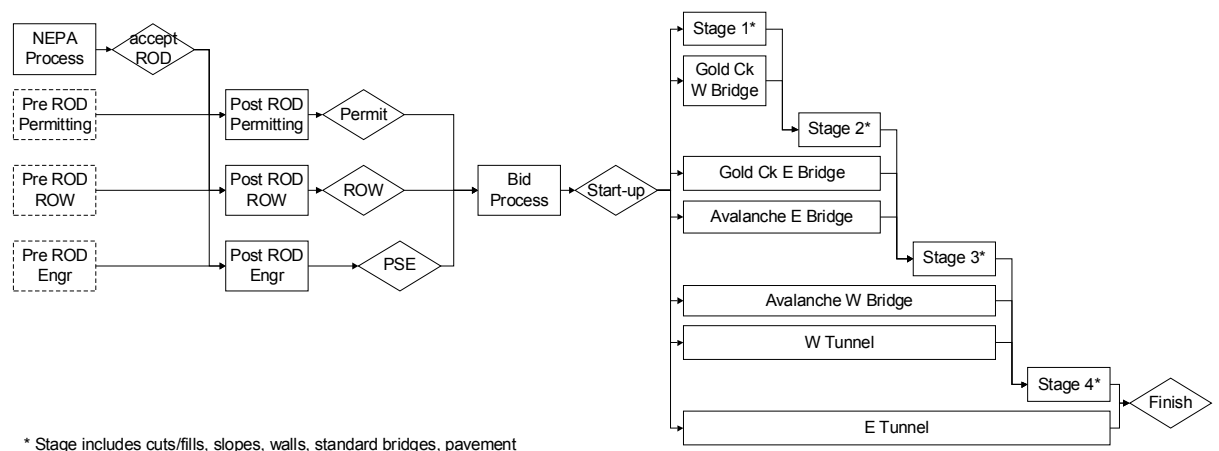 NEPA
Process
accept
ROD
Pre ROD
Permitting
Post ROD
Permitting
Permit
Pre ROD
ROW
Post ROD
ROW
ROW
Pre ROD
Engr
Post ROD
Engr
PSE
Bid
Process
Start-up
Stage 1*
Gold Ck
W Bridge
Stage 2*
Gold Ck E Bridge
Avalanche E Bridge
Stage 3*
Avalanche W Bridge
W Tunnel
Stage 4*
Finish
E Tunnel
* Stage includes cuts/fills, slopes, walls, standard bridges, pavement